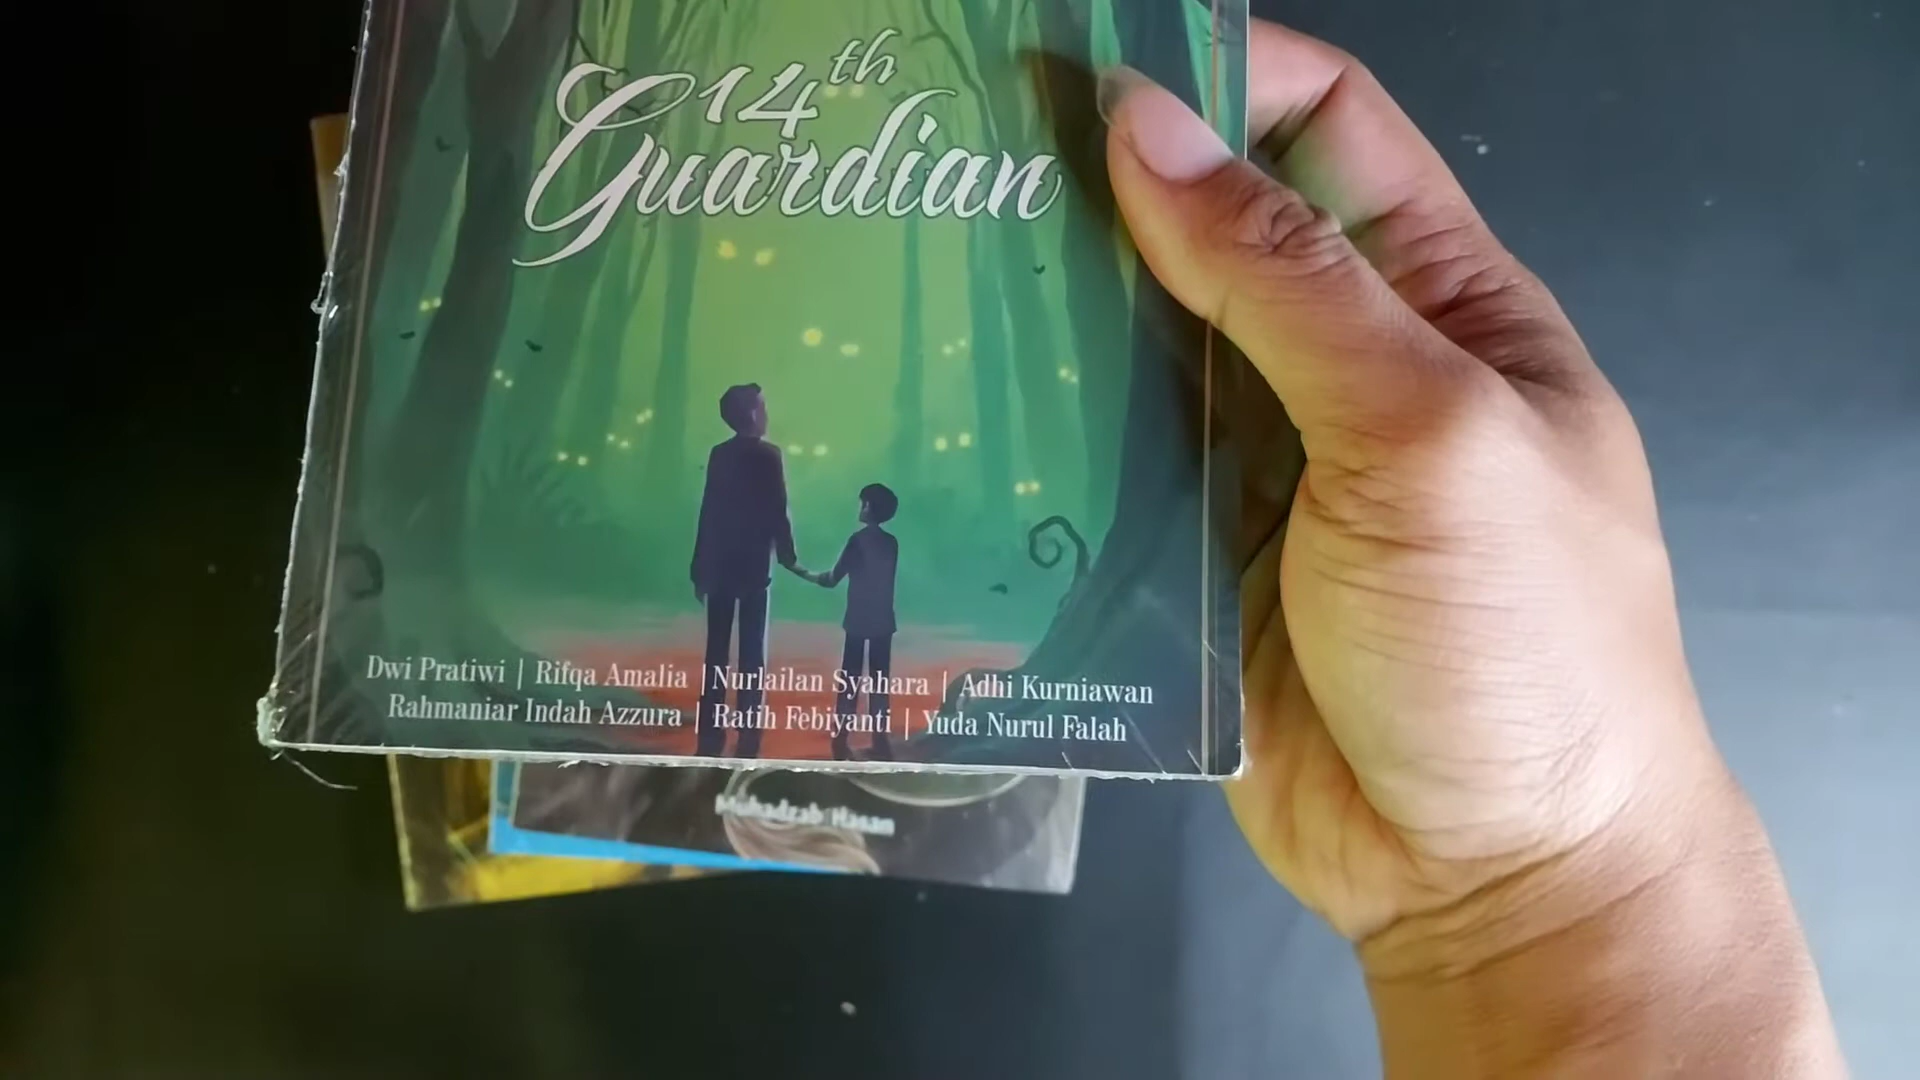 14th
Guardian
Dwi Pratiwi | Rifqa Amalia | Nurlailan Syahara | Adhi Kurniawan
Rahmaniar Indah Azzura | Ratih Febiyanti | Yuda Nurul Falah
Muhadzab Hasan